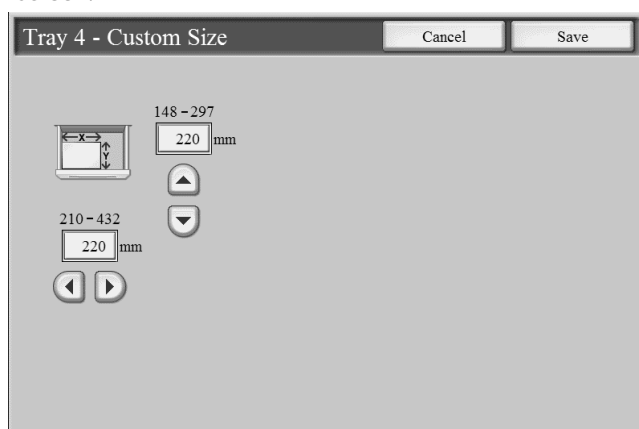 Tray 4 - Custom Size
Cancel
Save
148 - 297
X
Y
220 mm
210 - 432
220 mm